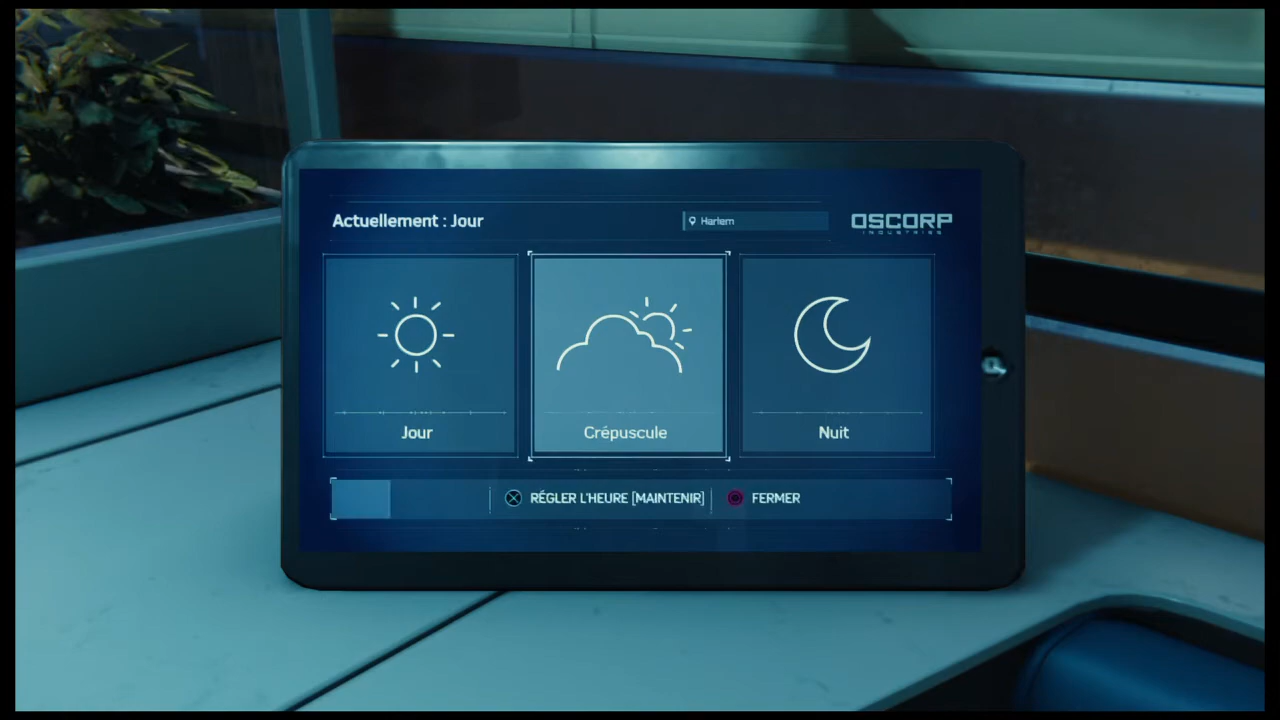 Actuellement : Jour
Harlem
OSCORP
INDUSTRIES
Jour
Crépuscule
Nuit
RÉGLER L'HEURE [MAINTENIR]
FERMER